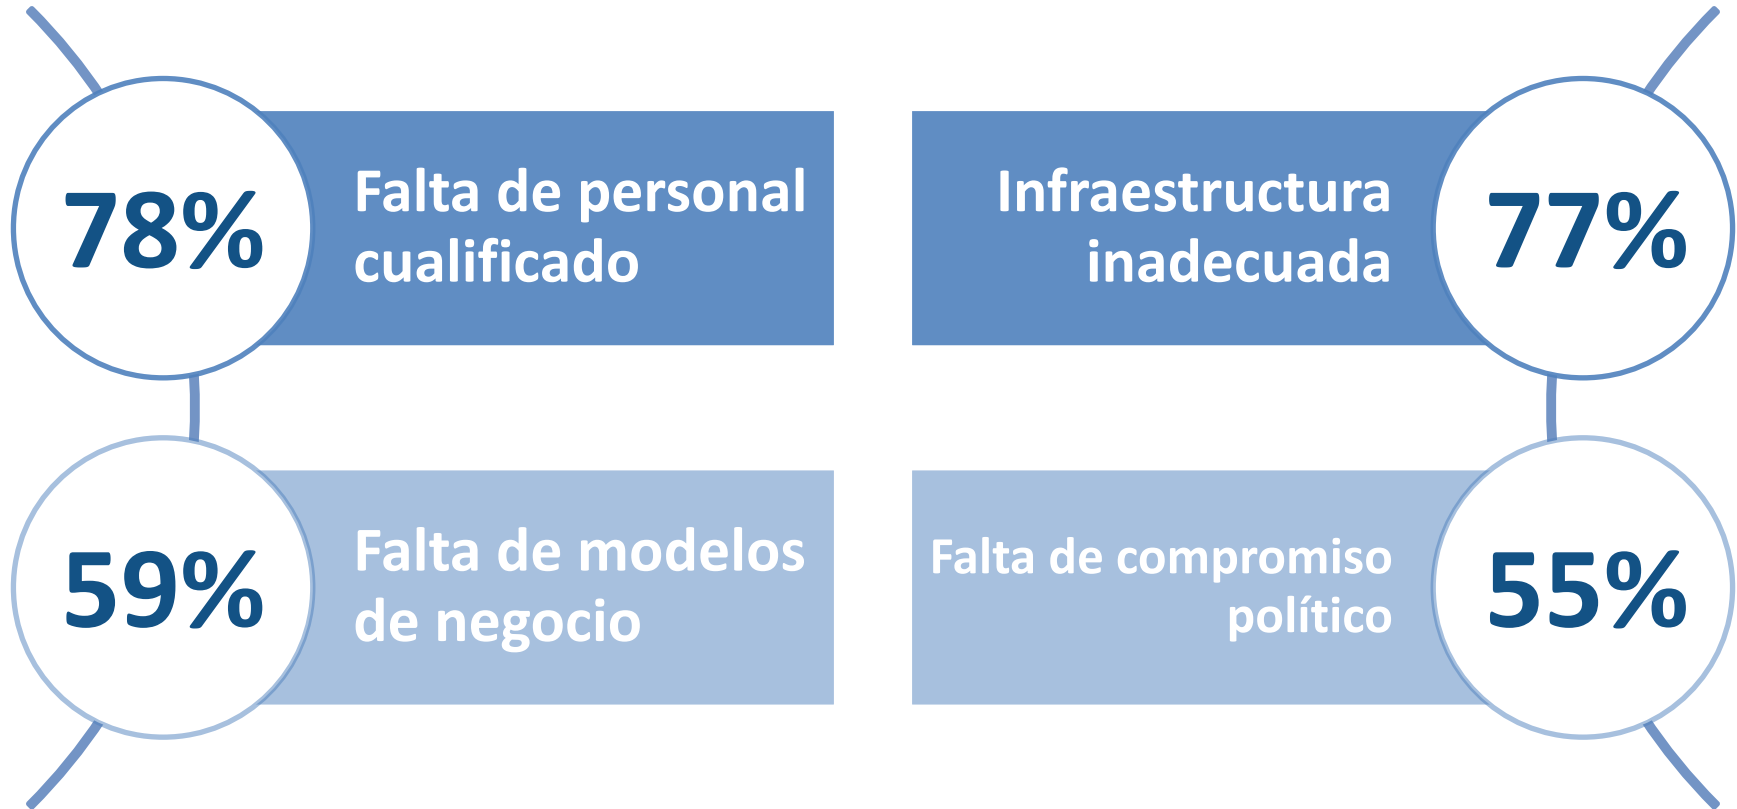 78%
Falta de personal
cualificado
Infraestructura
inadecuada
77%
59%
Falta de modelos
de negocio
Falta de compromiso
político
55%